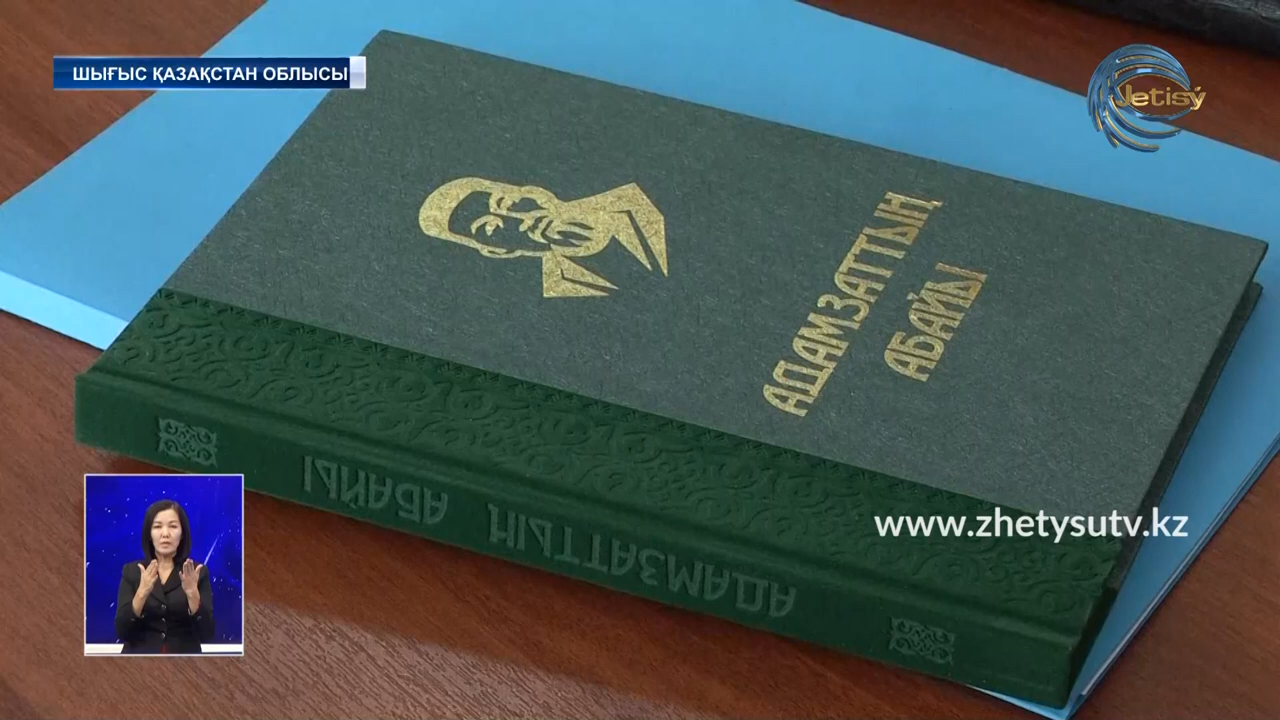 ШЫҒЫС ҚАЗАҚСТАН ОБЛЫСЫ
Jetisý
АДАМЗАТТЫҢ
АБАЙЫ
АДАМЗАТТЫҢ АБАЙЫ
www.zhetysutv.kz